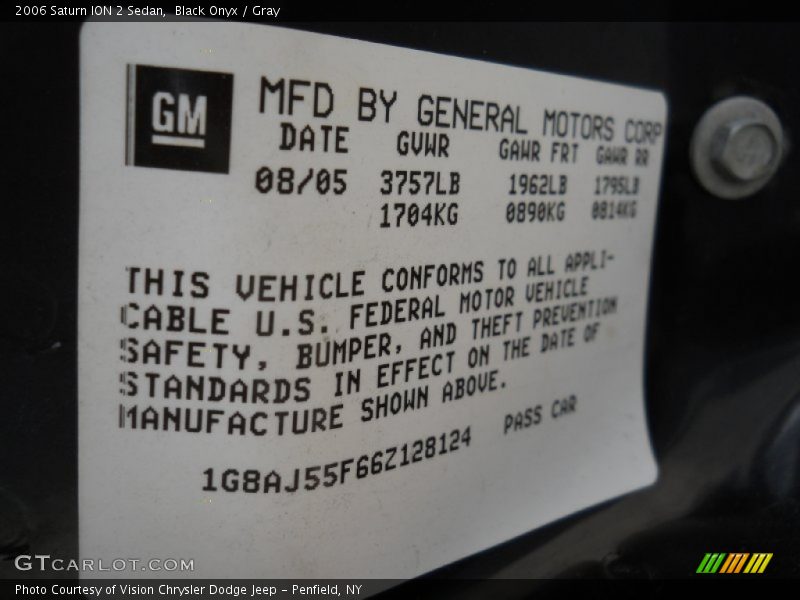 2006 Saturn ION 2 Sedan,  Black Onyx / Gray
GM
MFD BY GENERAL MOTORS CORP
DATE GVWR GAWR FRT GAWR RR
08/05 3757LB 1962LB 1795LB
1704KG 0890KG 0814KG
THIS VEHICLE CONFORMS TO ALL APPLI-
CABLE U.S. FEDERAL MOTOR VEHICLE
SAFETY, BUMPER, AND THEFT PREVENTION
STANDARDS IN EFFECT ON THE DATE OF
MANUFACTURE SHOWN ABOVE.
1G8AJ55F66Z128124 PASS CAR
GTCARLOT.COM
Photo Courtesy of Vision Chrysler Dodge Jeep – Penfield, NY